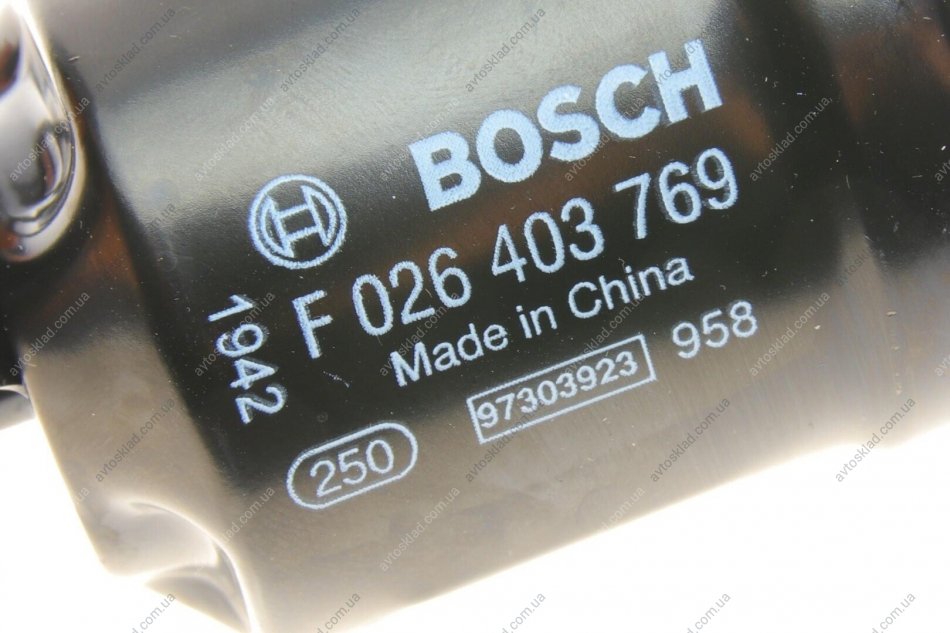 BOSCH
F 026 403 769
Made in China
1942
97303923
958
250
avtosklad.com.ua